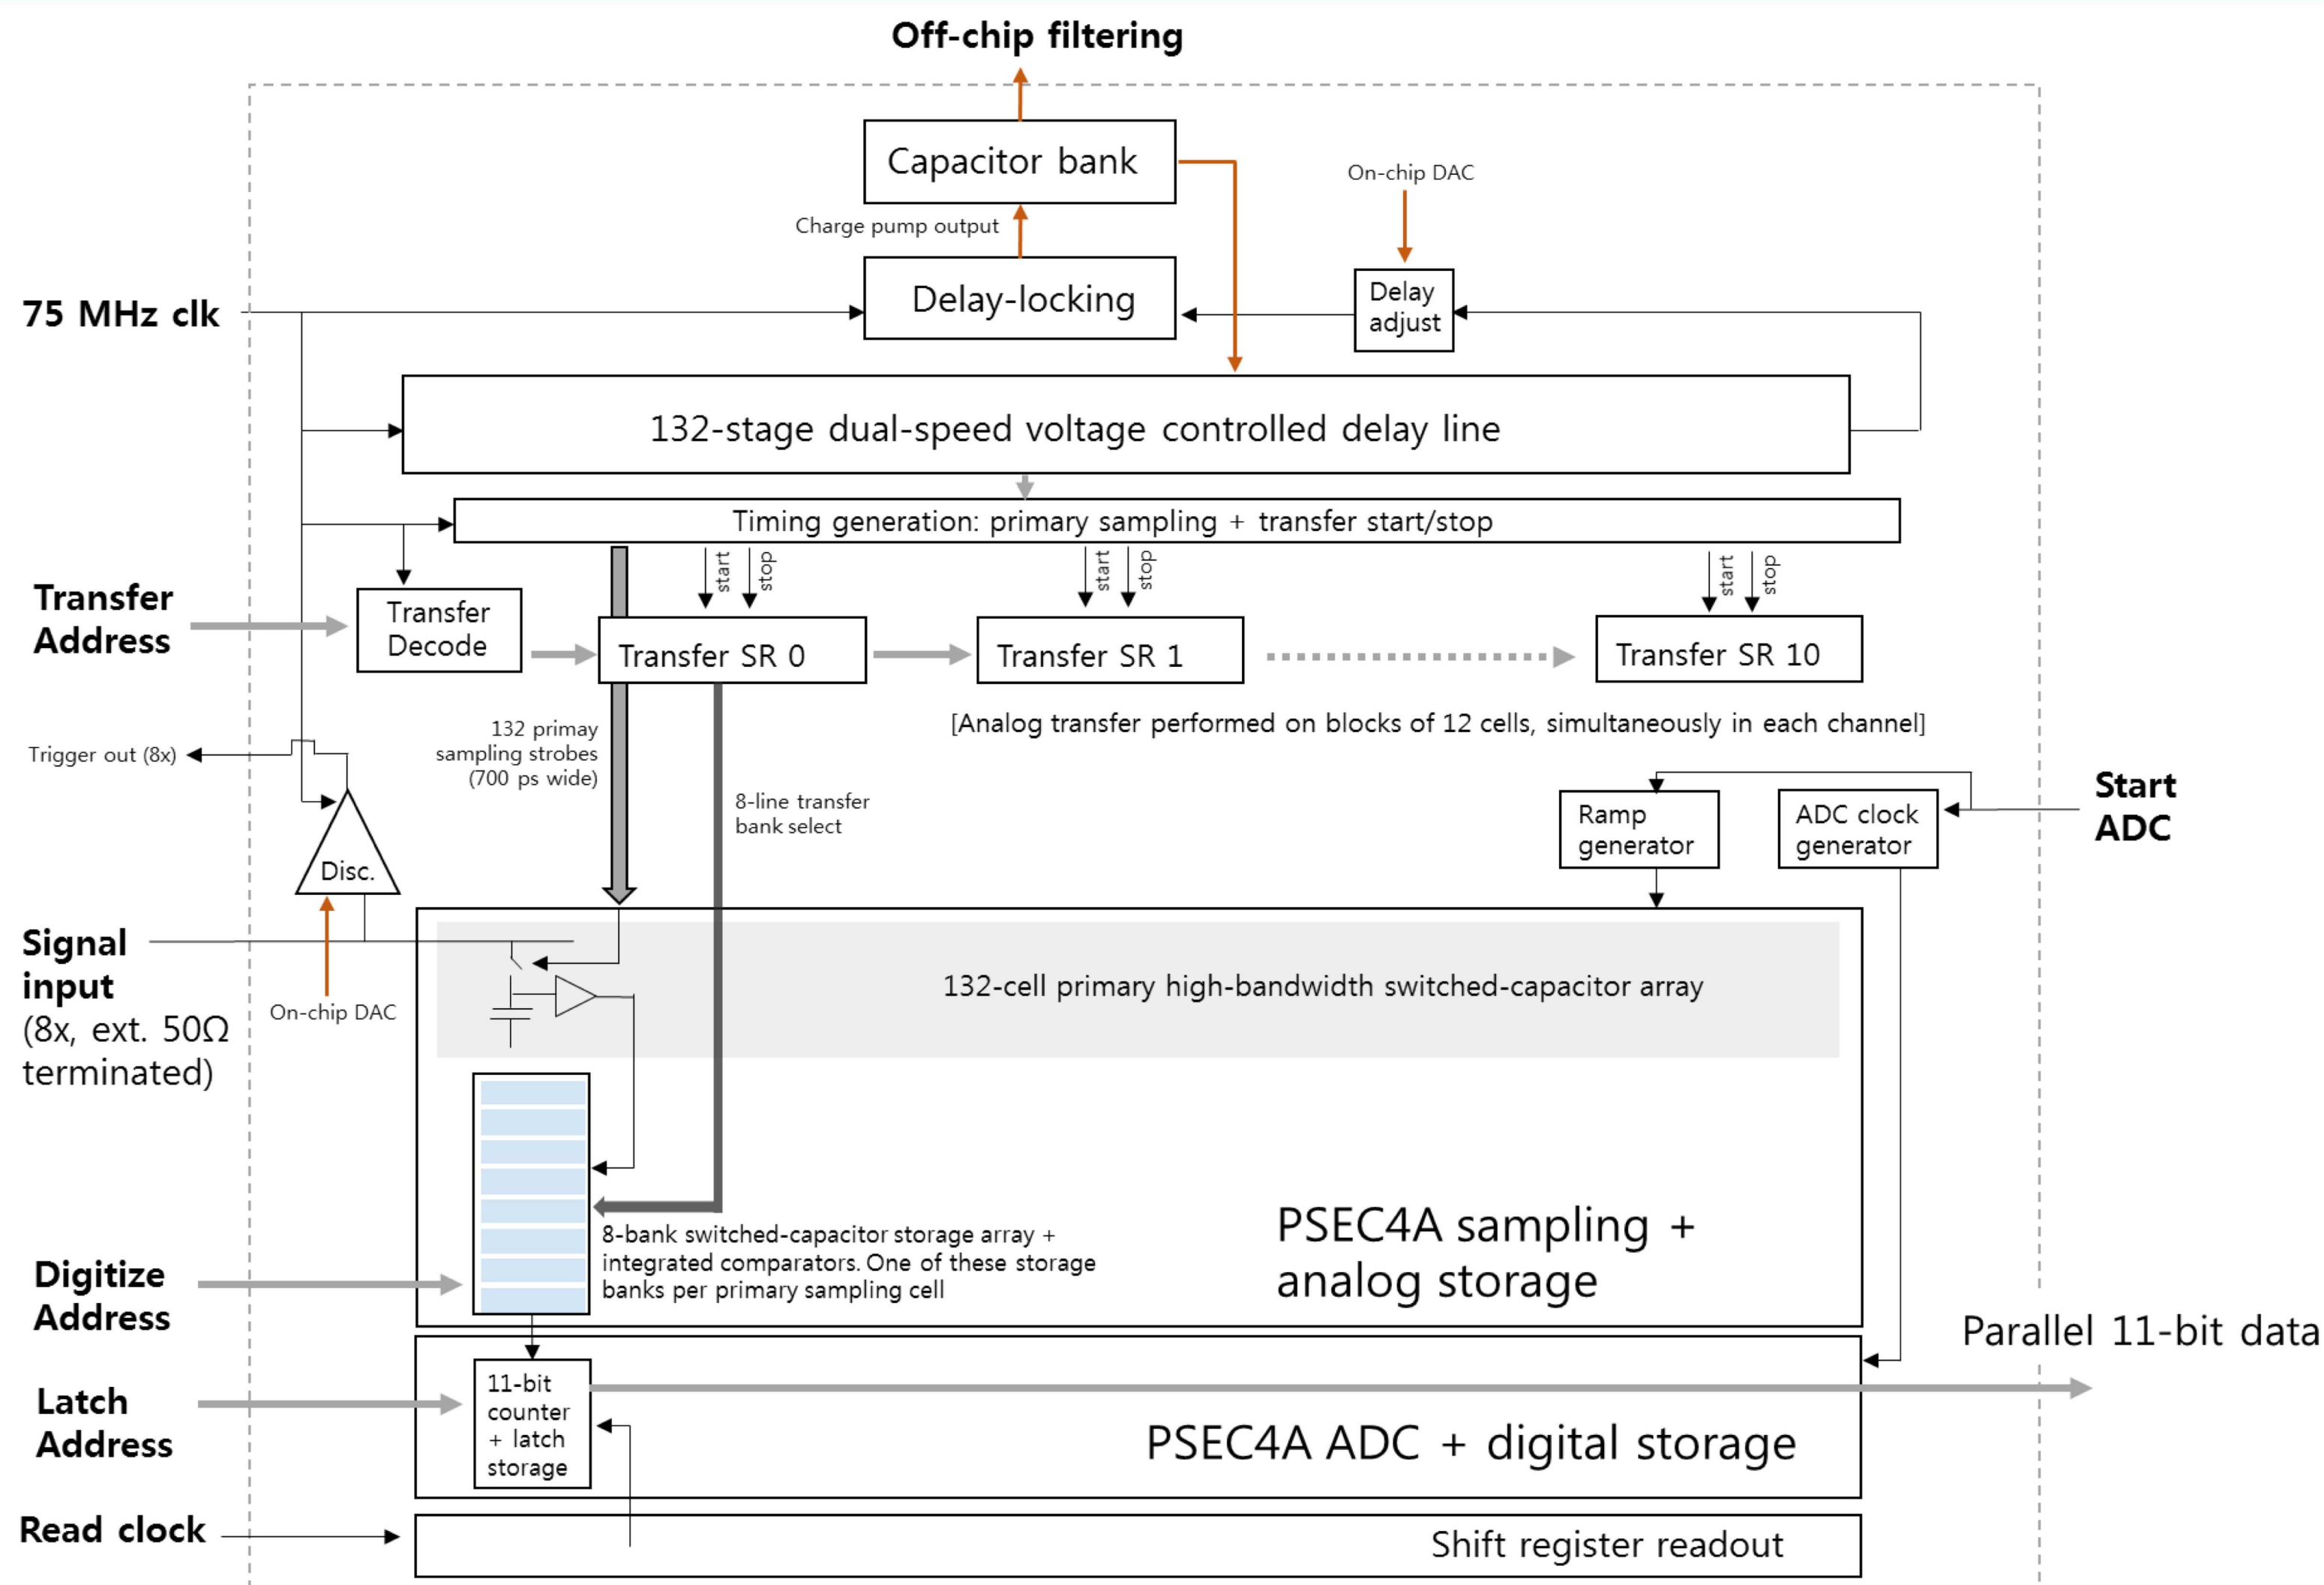 Off-chip filtering
Capacitor bank
On-chip DAC
Charge pump output
75 MHz clk
Delay-locking
Delay
adjust
132-stage dual-speed voltage controlled delay line
Timing generation: primary sampling + transfer start/stop
start
stop
start
stop
start
stop
Transfer
Address
Transfer
Decode
Transfer SR 0
Transfer SR 1
Transfer SR 10
132 primay
sampling strobes
(700 ps wide)
[Analog transfer performed on blocks of 12 cells, simultaneously in each channel]
Trigger out (8x)
8-line transfer
bank select
Ramp
generator
ADC clock
generator
Start
ADC
Disc.
Signal
input
(8x, ext. 50Ω
terminated)
On-chip DAC
132-cell primary high-bandwidth switched-capacitor array
8-bank switched-capacitor storage array +
integrated comparators. One of these storage
banks per primary sampling cell
PSEC4A sampling +
analog storage
Digitize
Address
Parallel 11-bit data
Latch
Address
11-bit
counter
+ latch
storage
PSEC4A ADC + digital storage
Read clock
Shift register readout